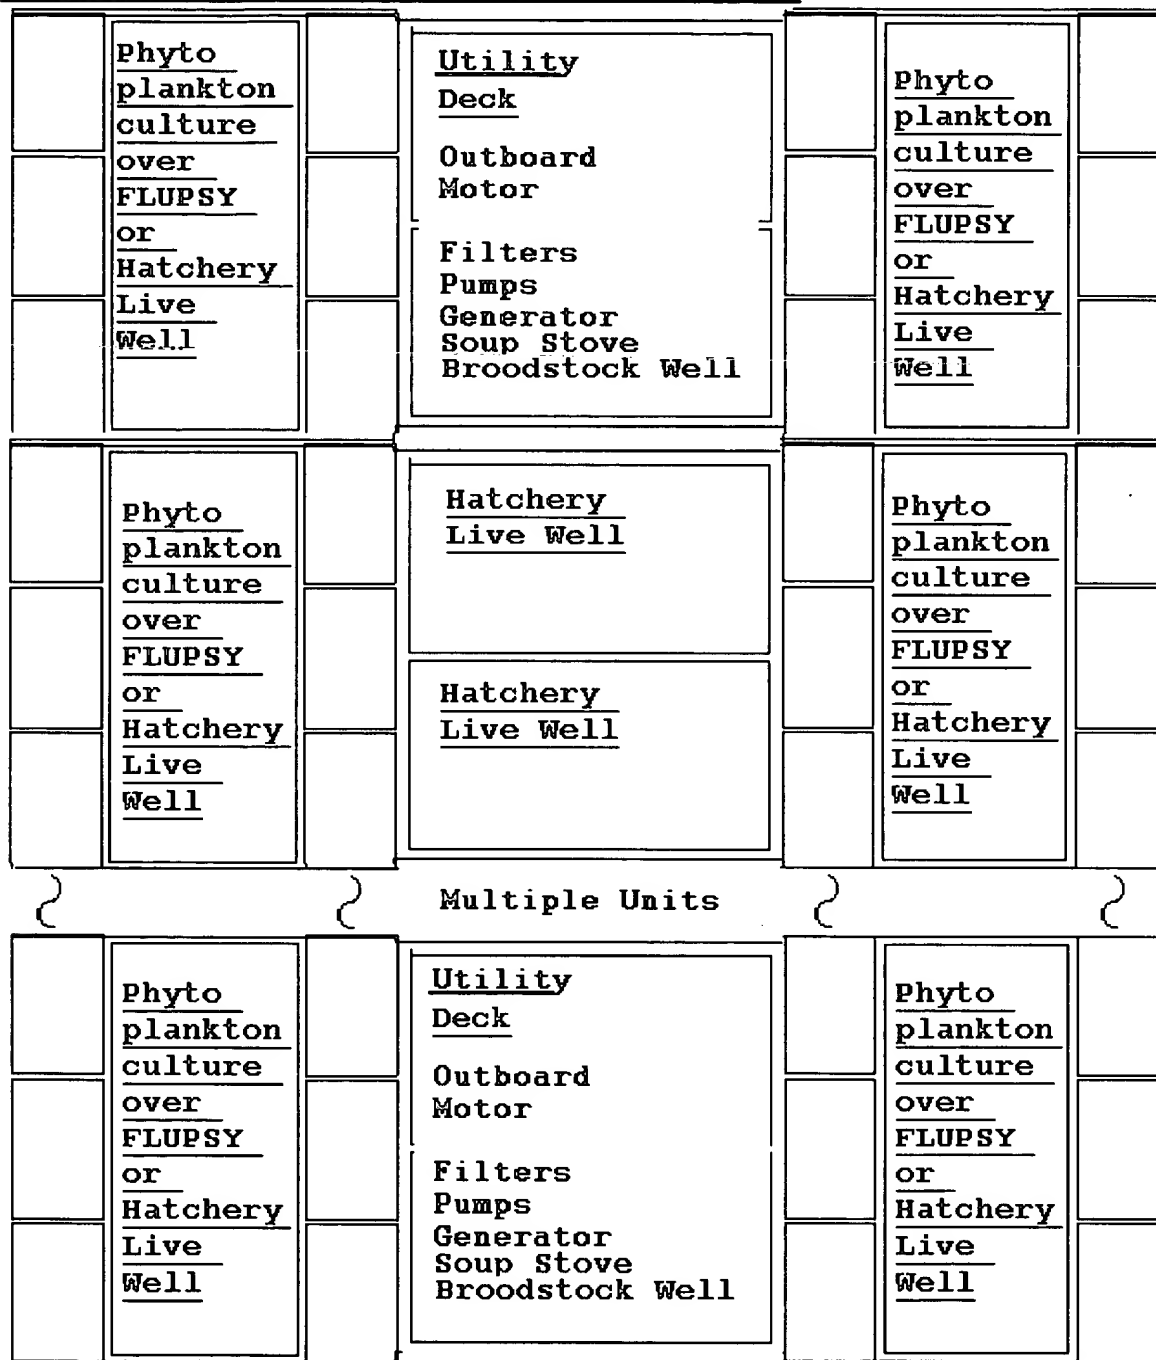 Phyto
plankton
culture
over
FLUPSY
or
Hatchery
Live
Well
Utility
Deck
Outboard
Motor
Filters
Pumps
Generator
Soup Stove
Broodstock Well
Phyto
plankton
culture
over
FLUPSY
or
Hatchery
Live
Well
Phyto
plankton
culture
over
FLUPSY
or
Hatchery
Live
Well
Hatchery
Live Well
Hatchery
Live Well
Phyto
plankton
culture
over
FLUPSY
or
Hatchery
Live
Well
Multiple Units
Phyto
plankton
culture
over
FLUPSY
or
Hatchery
Live
Well
Utility
Deck
Outboard
Motor
Filters
Pumps
Generator
Soup Stove
Broodstock Well
Phyto
plankton
culture
over
FLUPSY
or
Hatchery
Live
Well